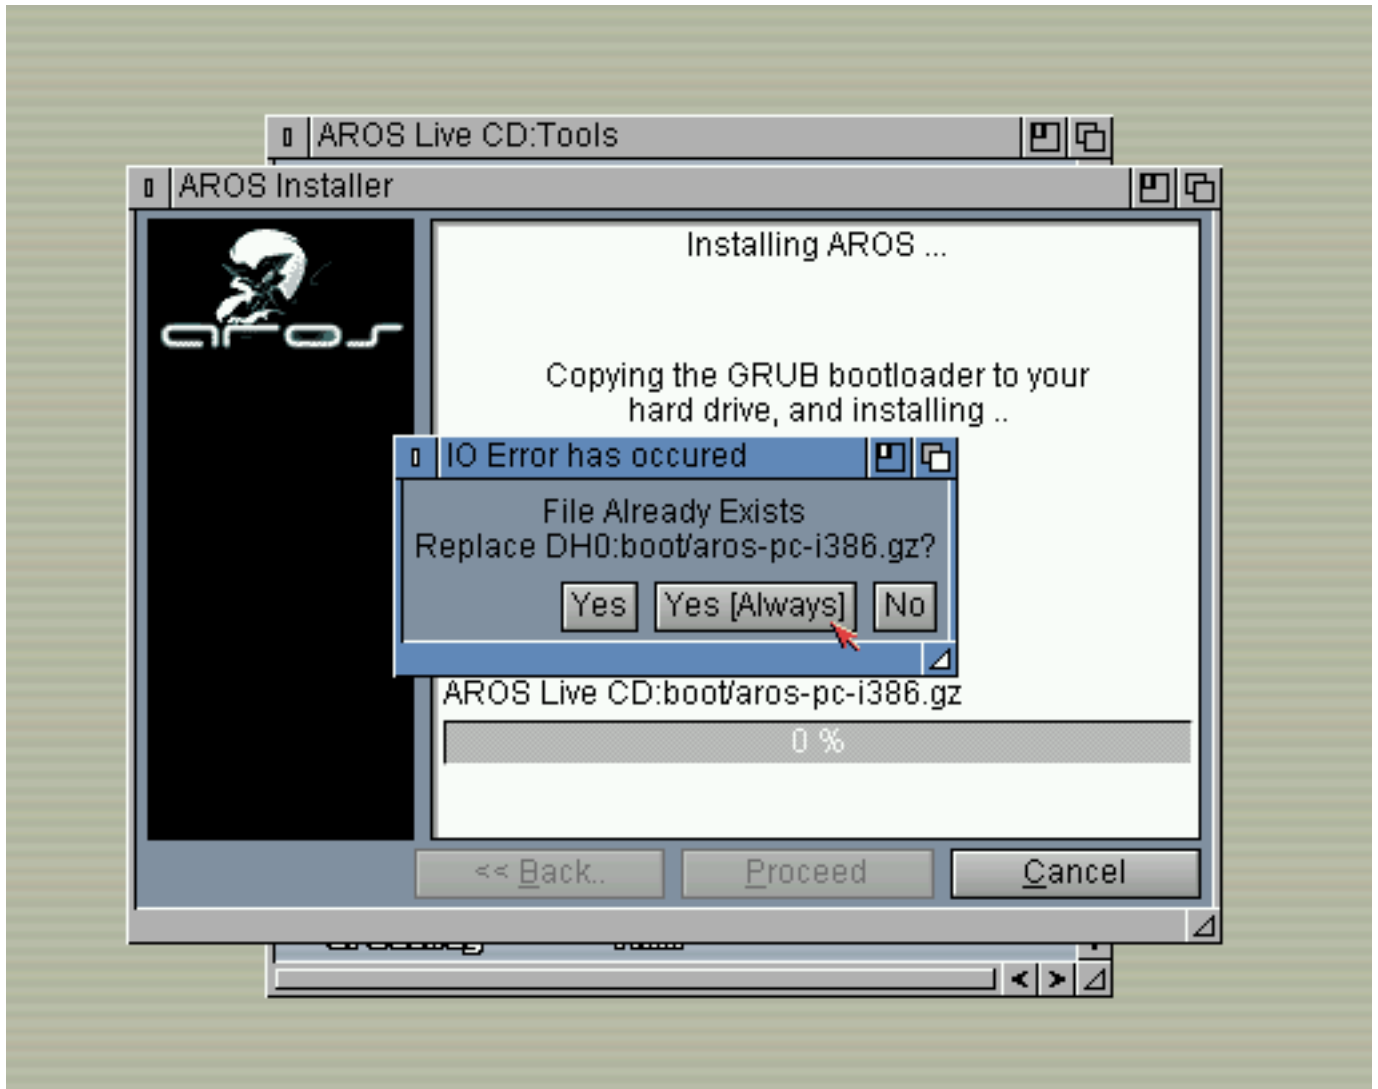 AROS Live CD:Tools
AROS Installer
aros
Installing AROS ...
Copying the GRUB bootloader to your
hard drive, and installing ..
IO Error has occured
File Already Exists
Replace DH0:boot/aros-pc-i386.gz?
Yes
Yes [Always]
No
AROS Live CD:boot/aros-pc-i386.gz
0 %
<< Back..
Proceed
Cancel